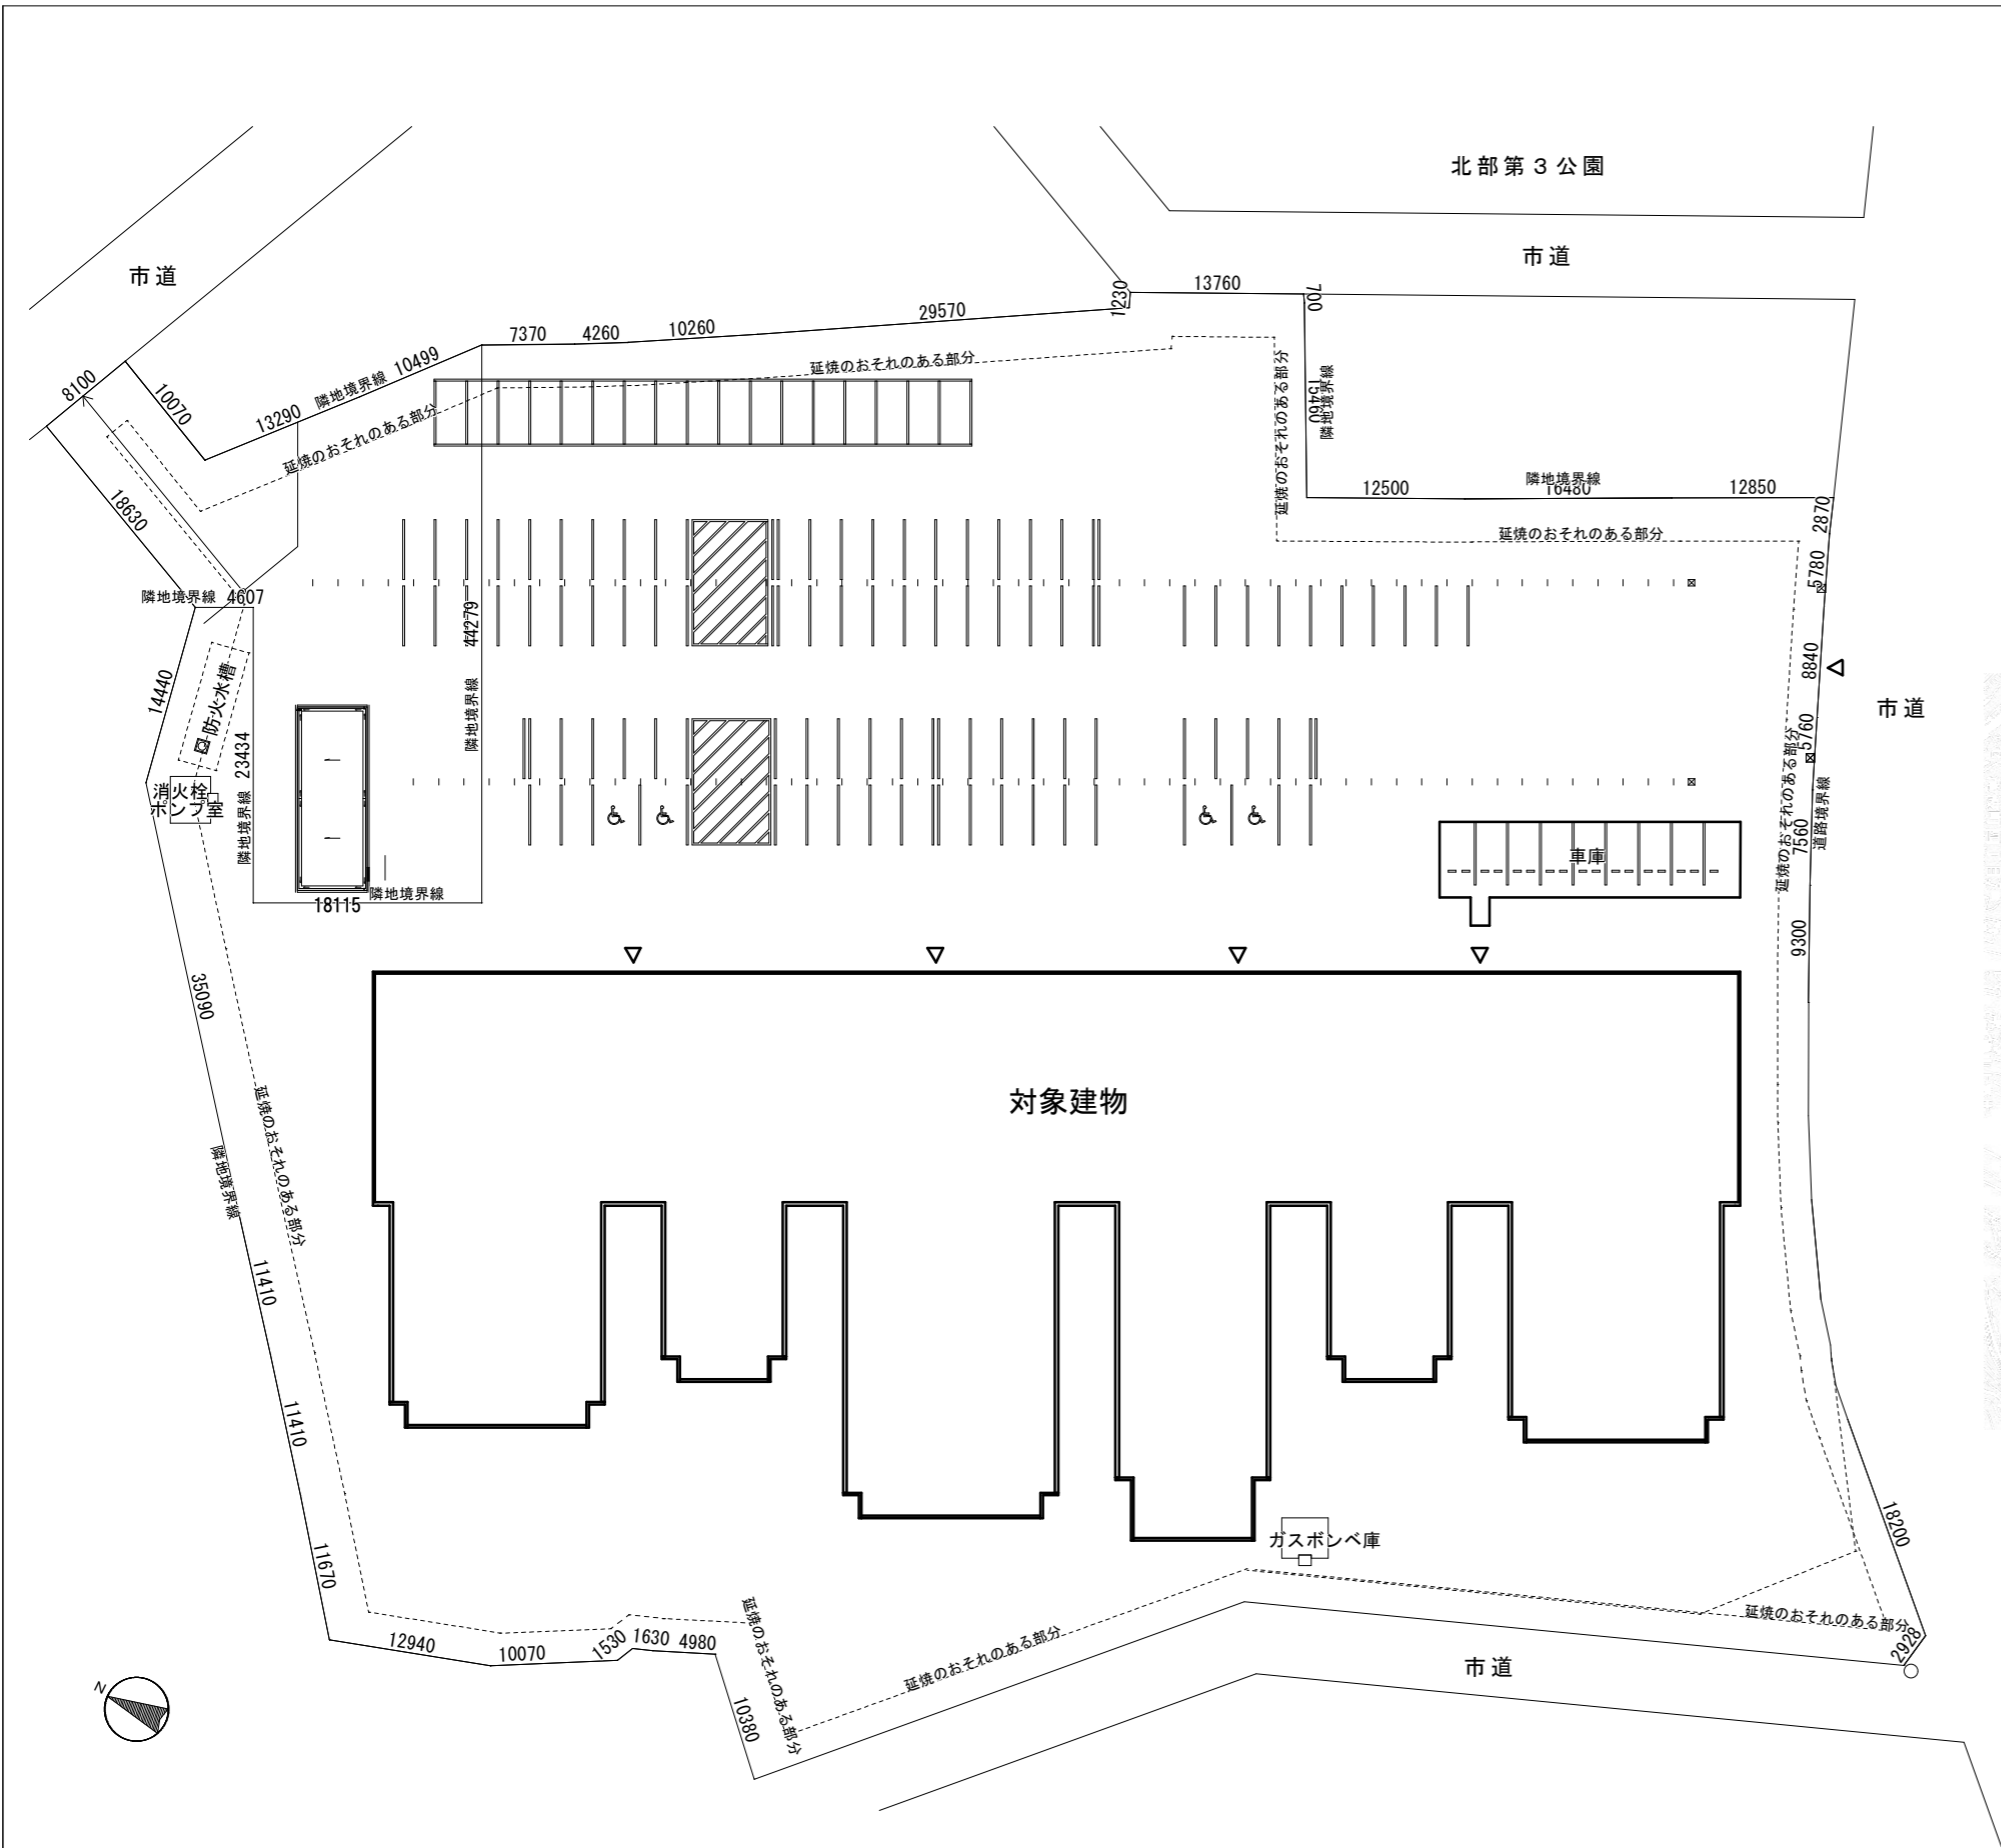 北部第３公園
市道
市道
13760
700
1230
29570
10260
4260
7370
隣地境界線 10499
13290
10070
8100
延焼のおそれのある部分
延焼のおそれのある部分
延焼のおそれのある部分
15460
隣地境界線
隣地境界線
12500
16480
12850
2870
延焼のおそれのある部分
18630
5780
隣地境界線 4607
44279
隣地境界線
14440
防火水槽
8840
市道
5760
延焼のおそれのある部分
道路境界線
7560
消火栓
ポンプ室
23434
隣地境界線
車庫
隣地境界線
18115
9300
35090
対象建物
延焼のおそれのある部分
隣地境界線
11410
11410
11670
18200
ガスボンベ庫
延焼のおそれのある部分
12940
10070
1530
1630
4980
延焼のおそれのある部分
延焼のおそれのある部分
2928
市道
10380
N